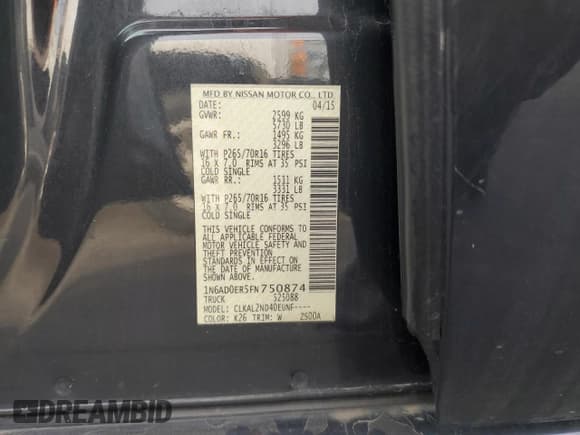 MFD BY NISSAN MOTOR CO., LTD.
DATE: 04/15
GVWR: 2599 KG
5730 LB
GAWR FR.: 1495 KG
3296 LB
WITH P265/70R16 TIRES
16 X 7.0 RIMS AT 35 PSI
COLD SINGLE
GAWR RR.: 1511 KG
3331 LB
WITH P265/70R16 TIRES
16 X 7.0 RIMS AT 35 PSI
COLD SINGLE
THIS VEHICLE CONFORMS TO
ALL APPLICABLE FEDERAL
MOTOR VEHICLE SAFETY AND
THEFT PREVENTION
STANDARDS IN EFFECT ON
THE DATE OF MANUFACTURE
SHOWN ABOVE.
1N6AD0ER5FN750874
TRUCK S25088
MODEL: CLKALZND40EUNF----
COLOR: K26 TRIM: W 2500A
DREAMBID